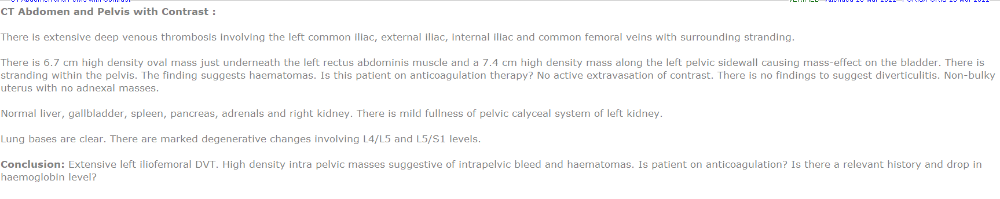 CT Abdomen and Pelvis with Contrast :
There is extensive deep venous thrombosis involving the left common iliac, external iliac, internal iliac and common femoral veins with surrounding stranding.
There is 6.7 cm high density oval mass just underneath the left rectus abdominis muscle and a 7.4 cm high density mass along the left pelvic sidewall causing mass-effect on the bladder. There is
stranding within the pelvis. The finding suggests haematomas. Is this patient on anticoagulation therapy? No active extravasation of contrast. There is no findings to suggest diverticulitis. Non-bulky
uterus with no adnexal masses.
Normal liver, gallbladder, spleen, pancreas, adrenals and right kidney. There is mild fullness of pelvic calyceal system of left kidney.
Lung bases are clear. There are marked degenerative changes involving L4/L5 and L5/S1 levels.
Conclusion: Extensive left iliofemoral DVT. High density intra pelvic masses suggestive of intrapelvic bleed and haematomas. Is patient on anticoagulation? Is there a relevant history and drop in
haemoglobin level?